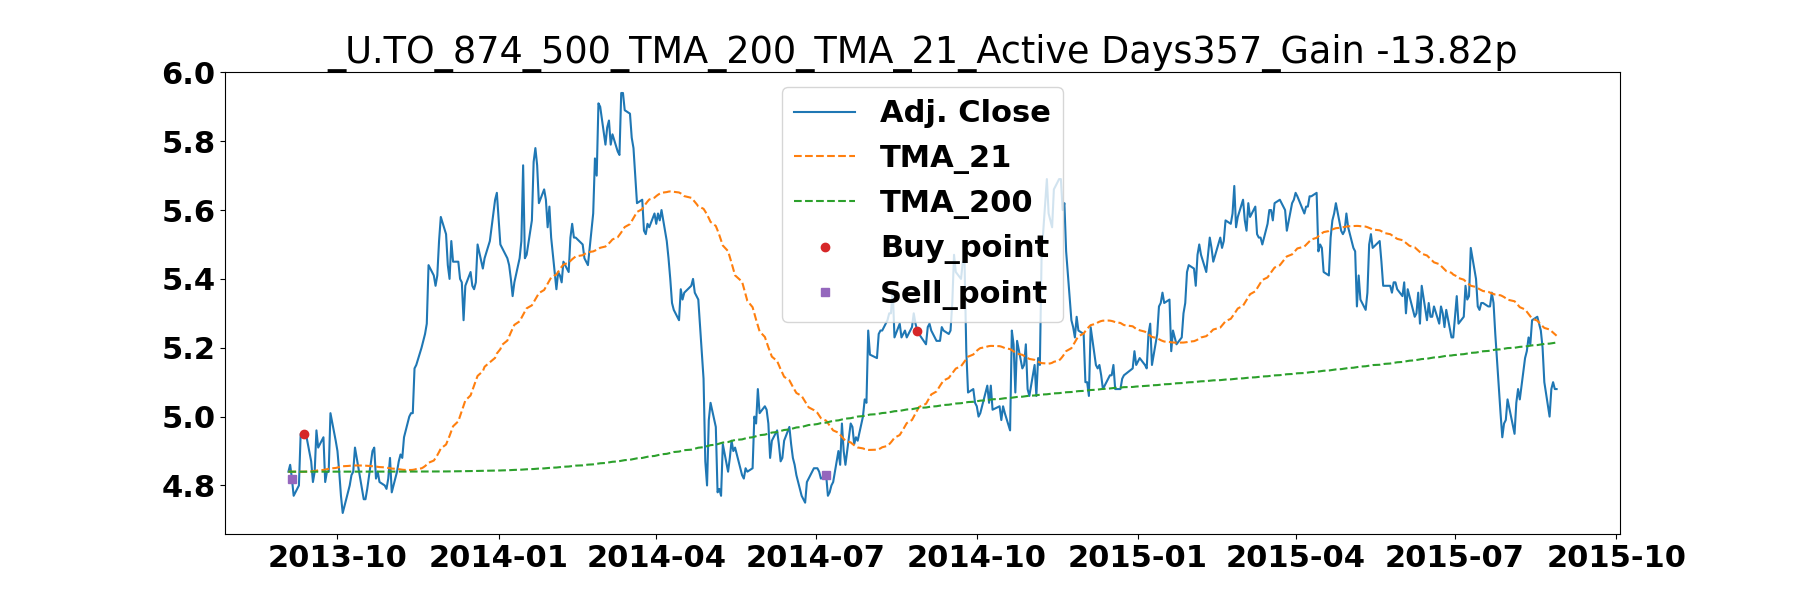 _U.TO_874_500_TMA_200_TMA_21_Active Days357_Gain -13.82p
6.0
5.8
5.6
5.4
5.2
5.0
4.8
Adj. Close
TMA_21
TMA_200
Buy_point
Sell_point
2013-10 2014-01 2014-04 2014-07 2014-10 2015-01 2015-04 2015-07 2015-10